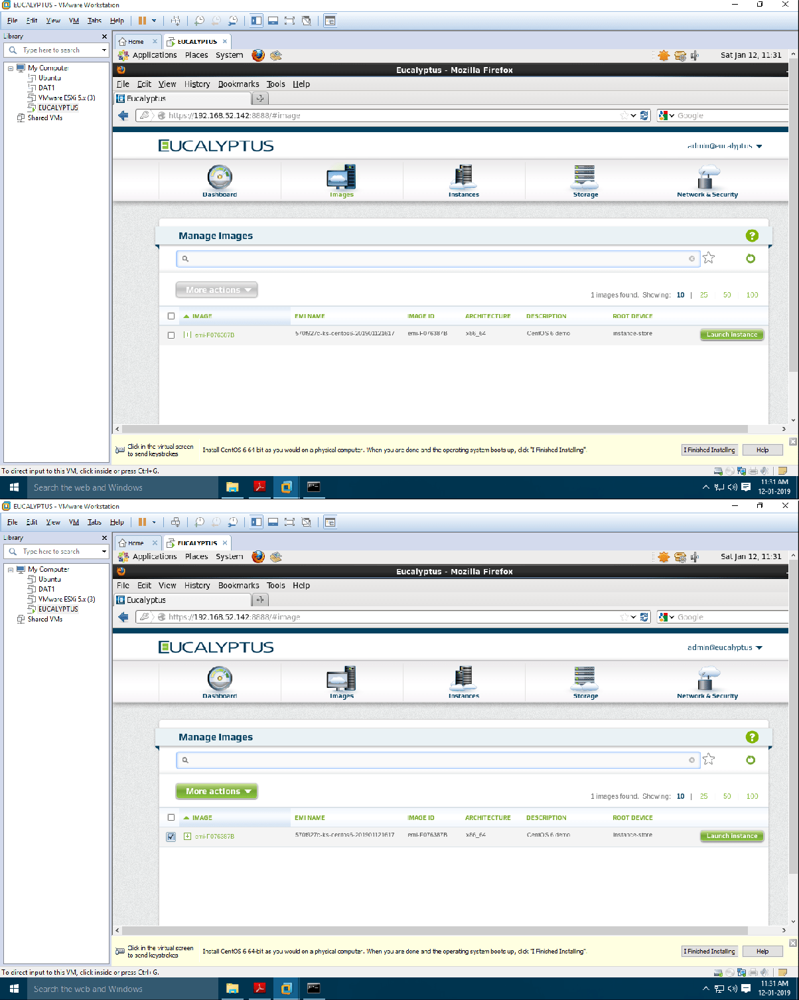 EUCALYPTUS - VMware Workstation
File Edit View VM Tabs Help
Library
Type here to search
My Computer
Ubuntu
DAT1
VMware ESXi 5.x (3)
EUCALYPTUS
Shared VMs
Home EUCALYPTUS
Applications Places System Sat Jan 12, 11:31
Eucalyptus - Mozilla Firefox
File Edit View History Bookmarks Tools Help
Eucalyptus
https://192.168.52.142:8888/#image Google
EUCALYPTUS admin@eucalyptus
Dashboard Images Instances Storage Network & Security
Manage Images ?
More actions
1 images found. Showing: 10 | 25 50 100
IMAGE EMI NAME IMAGE ID ARCHITECTURE DESCRIPTION ROOT DEVICE
emi-F076387B 570f927c-ks-centos6-201901121617 emi-F076387B x86_64 CentOS 6 demo instance-store Launch instance
Click in the virtual screen
to send keystrokes
Install CentOS 6 64-bit as you would on a physical computer. When you are done and the operating system boots up, click "I Finished Installing".
I Finished Installing Help
To direct input to this VM, click inside or press Ctrl+G.
Search the web and Windows
11:31 AM
12-01-2019
EUCALYPTUS - VMware Workstation
File Edit View VM Tabs Help
Library
Type here to search
My Computer
Ubuntu
DAT1
VMware ESXi 5.x (3)
EUCALYPTUS
Shared VMs
Home EUCALYPTUS
Applications Places System Sat Jan 12, 11:31
Eucalyptus - Mozilla Firefox
File Edit View History Bookmarks Tools Help
Eucalyptus
https://192.168.52.142:8888/#image Google
EUCALYPTUS admin@eucalyptus
Dashboard Images Instances Storage Network & Security
Manage Images ?
More actions
1 images found. Showing: 10 | 25 50 100
IMAGE EMI NAME IMAGE ID ARCHITECTURE DESCRIPTION ROOT DEVICE
emi-F076387B 570f927c-ks-centos6-201901121617 emi-F076387B x86_64 CentOS 6 demo instance-store Launch instance
Click in the virtual screen
to send keystrokes
Install CentOS 6 64-bit as you would on a physical computer. When you are done and the operating system boots up, click "I Finished Installing".
I Finished Installing Help
To direct input to this VM, click inside or press Ctrl+G.
Search the web and Windows
11:31 AM
12-01-2019